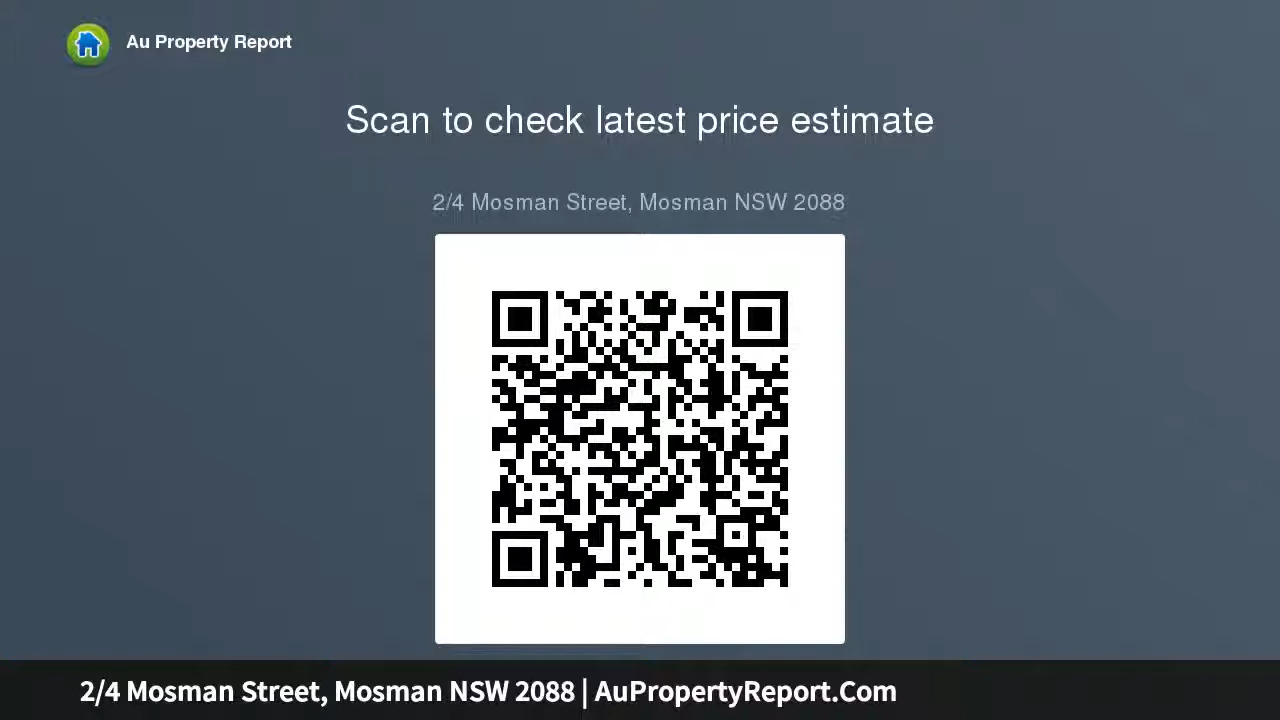 Au Property Report
Scan to check latest price estimate
2/4 Mosman Street, Mosman NSW 2088
2/4 Mosman Street, Mosman NSW 2088 | AuPropertyReport.Com